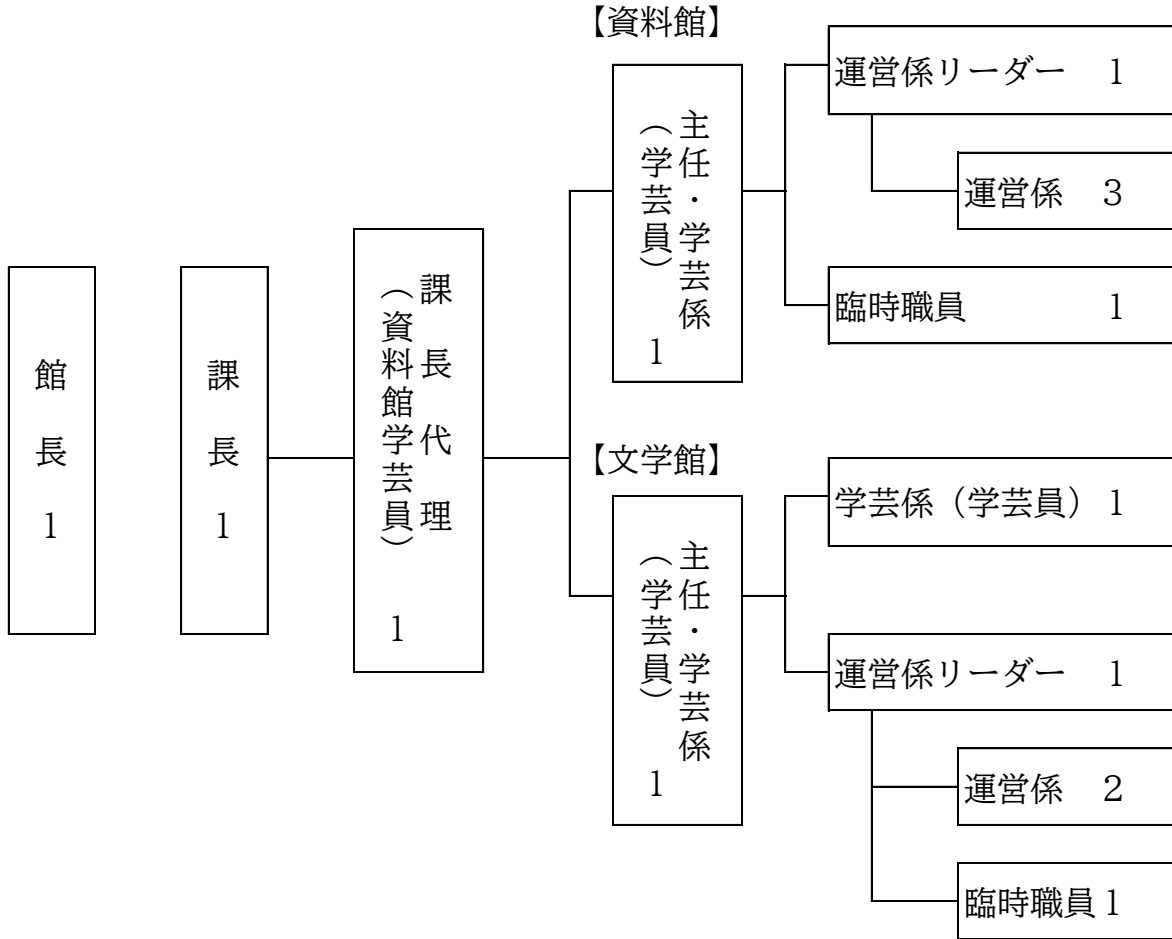 館長 1
課長 1
課長代理
（資料館学芸員）
1
【資料館】
主任・学芸係
（学芸員）
1
運営係リーダー 1
運営係 3
臨時職員 1
【文学館】
主任・学芸係
（学芸員）
1
学芸係（学芸員）1
運営係リーダー 1
運営係 2
臨時職員1